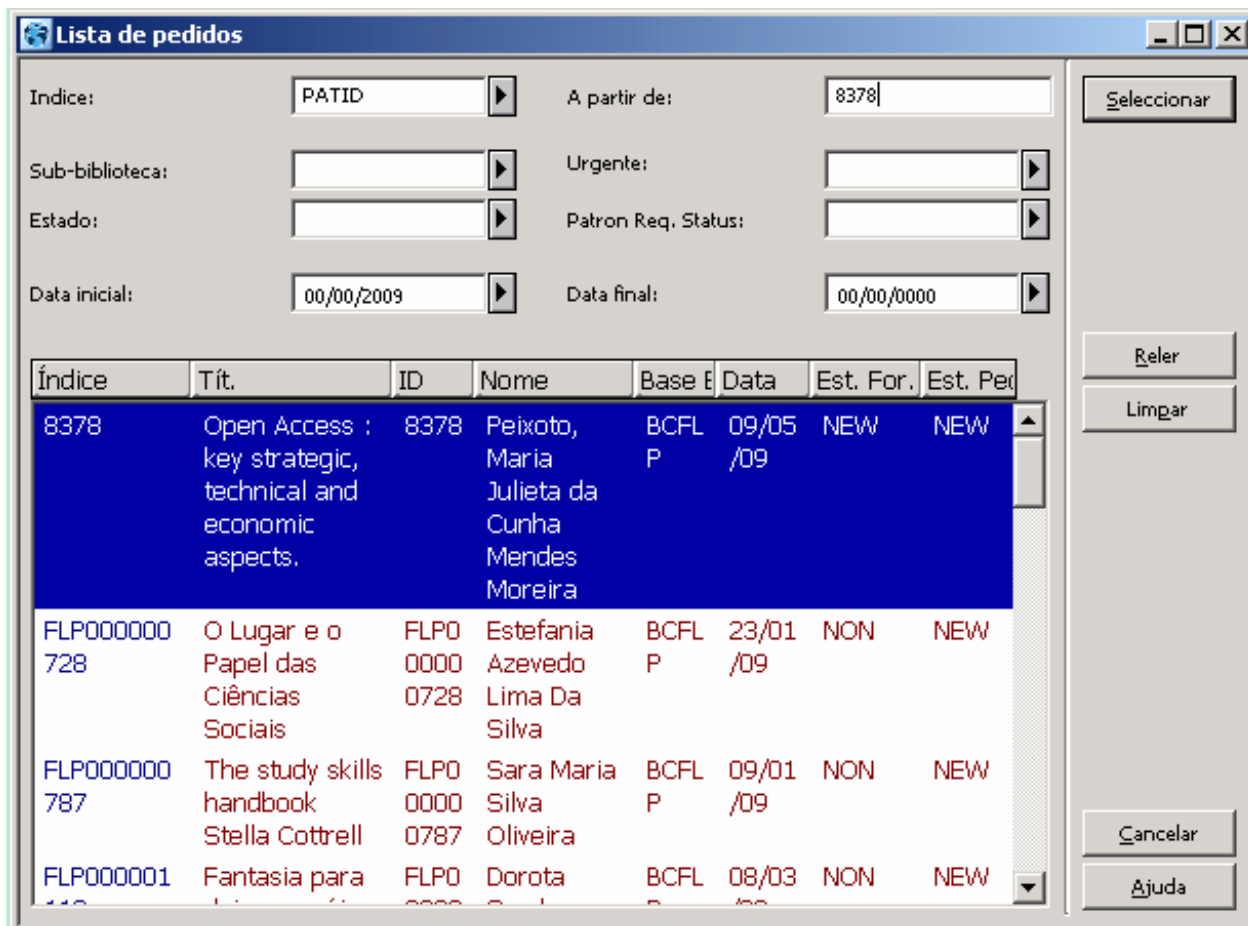 Lista de pedidos
Indice: PATID A partir de: 8378 Seleccionar
Sub-biblioteca: Urgente:
Estado: Patron Req. Status:
Data inicial: 00/00/2009 Data final: 00/00/0000
Reler
Limpar
Índice Tít. ID Nome Base Data Est. For. Est. Ped
8378 Open Access : 8378 Peixoto, BCFL 09/05 NEW NEW
key strategic, Maria P /09
technical and Julieta da
economic Cunha
aspects. Mendes
Moreira
FLP000000 O Lugar e o FLP0 Estefania BCFL 23/01 NON NEW
728 Papel das 0000 Azevedo P /09
Ciências 0728 Lima Da
Sociais Silva
FLP000000 The study skills FLP0 Sara Maria BCFL 09/01 NON NEW
787 handbook 0000 Silva P /09
Stella Cottrell 0787 Oliveira
Cancelar
FLP000001 Fantasia para FLP0 Dorota BCFL 08/03 NON NEW
Ajuda